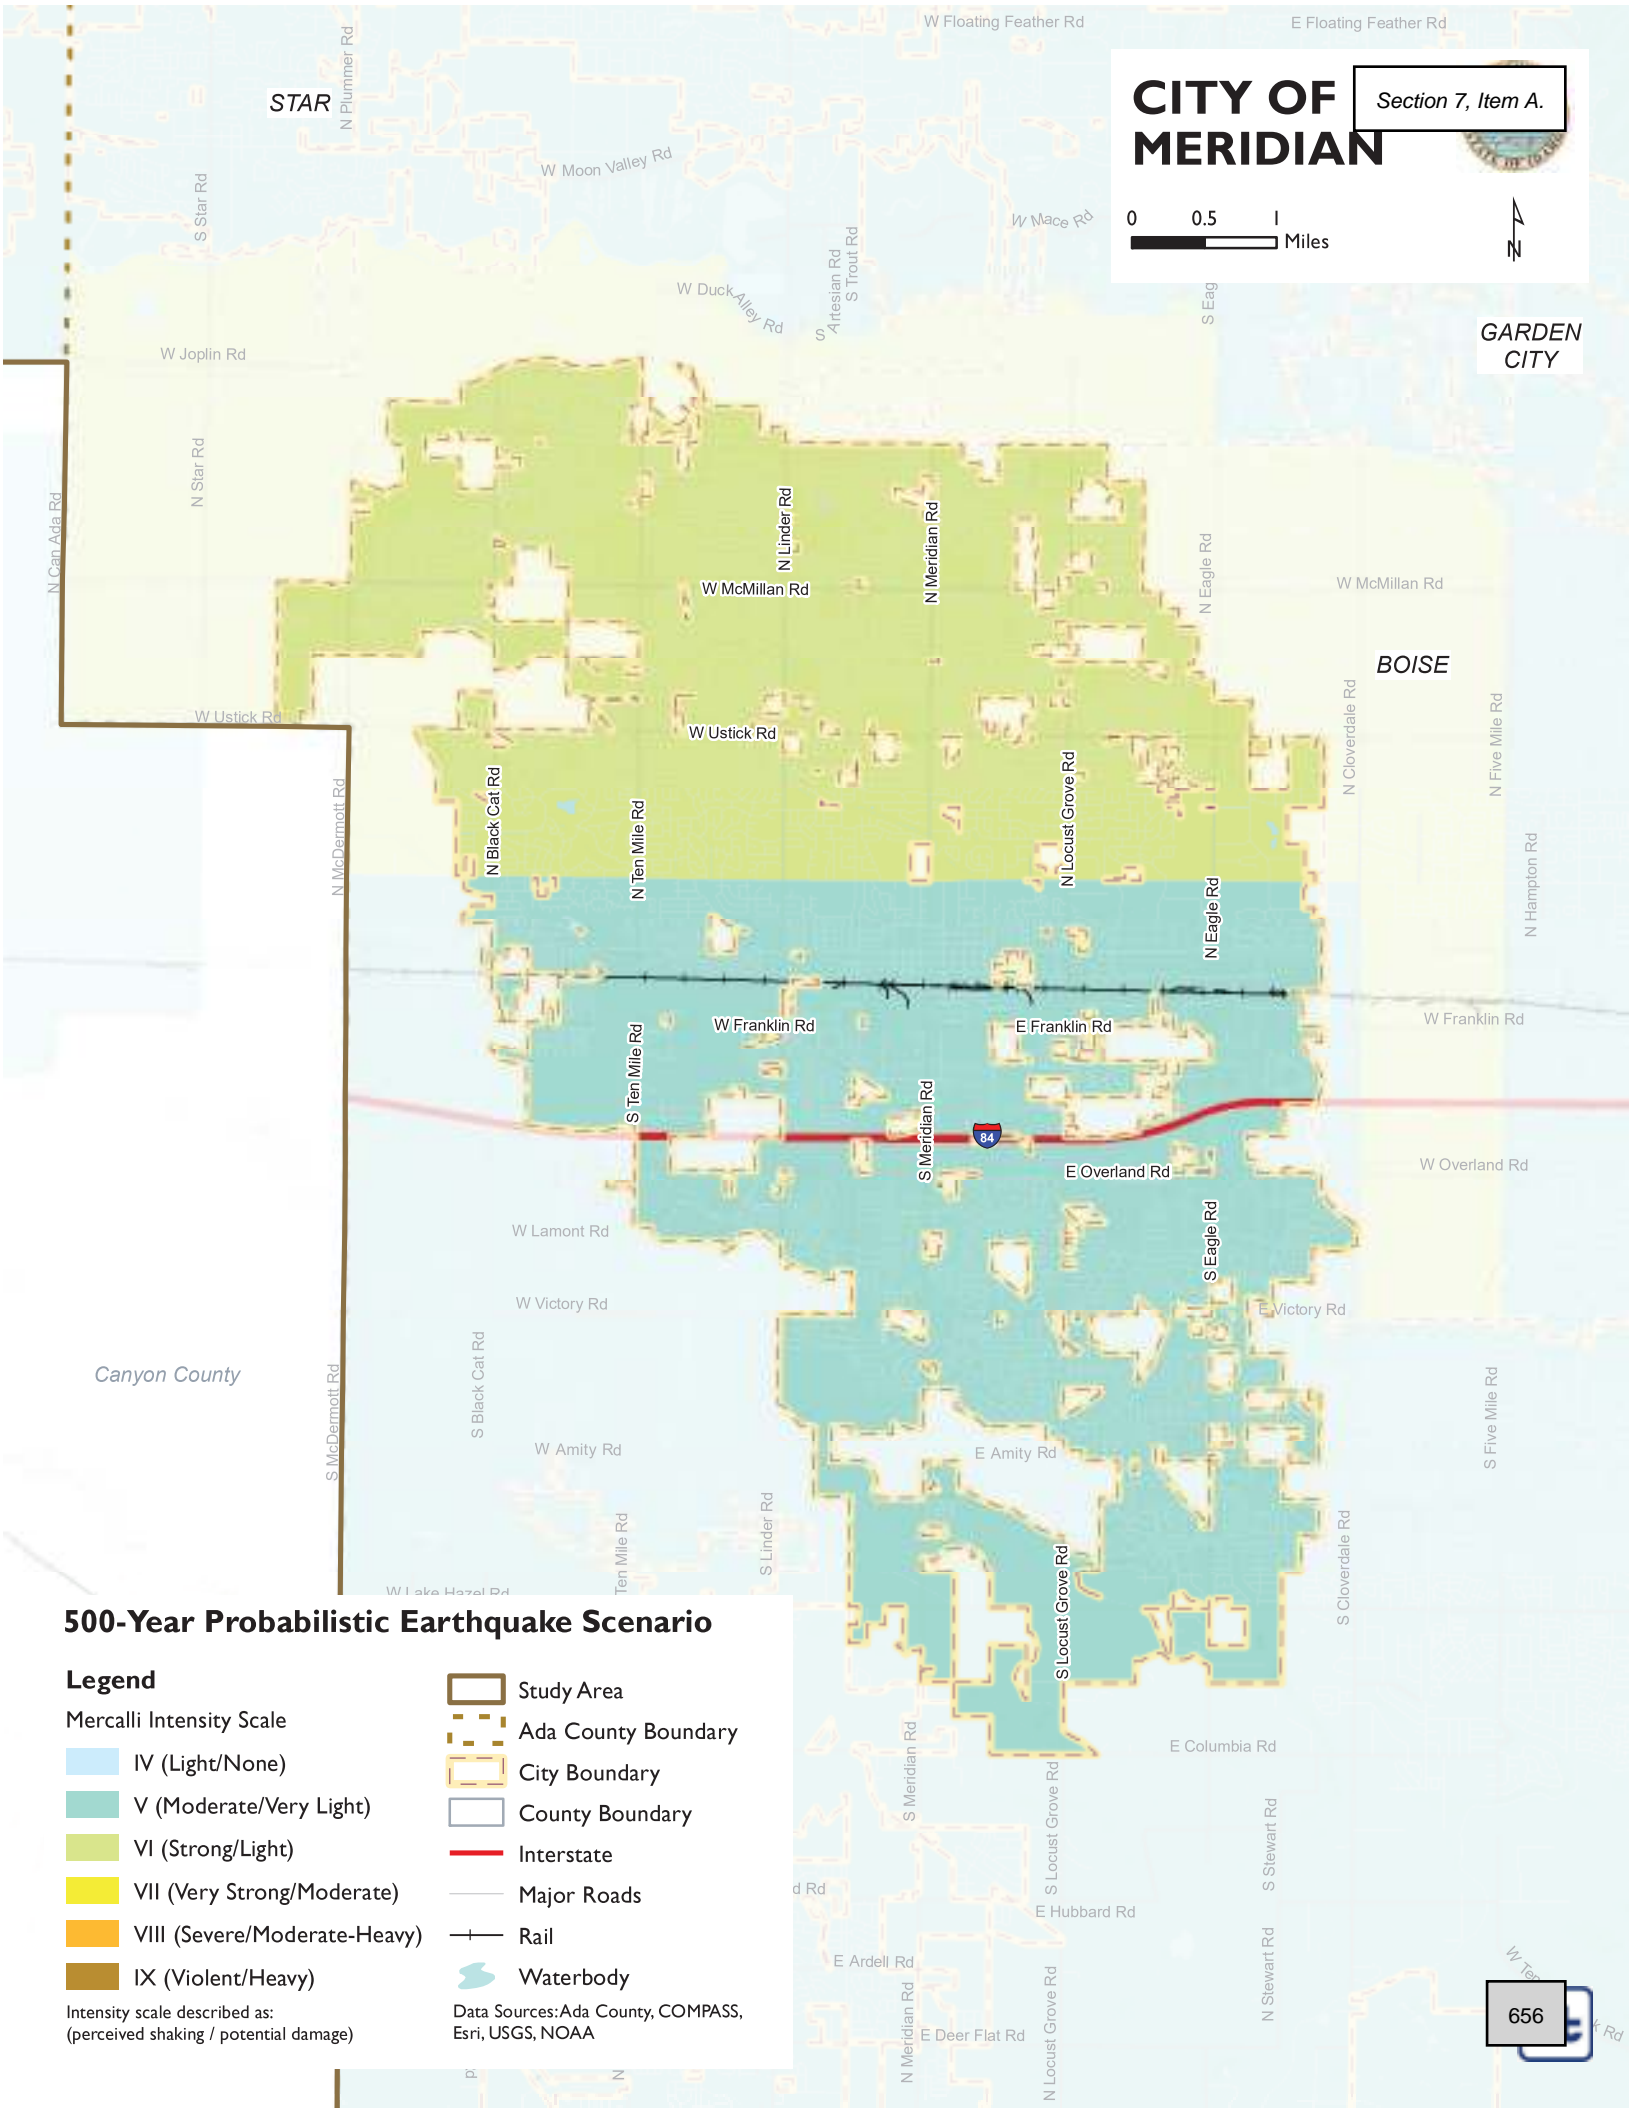 W Floating Feather Rd
E Floating Feather Rd
N Plummer Rd
STAR
CITY OF
MERIDIAN
Section 7, Item A.
W Moon Valley Rd
S Star Rd
W Mace Rd
0 0.5 1
Miles
N
S Trout Rd
S Artesian Rd
W Duck Alley Rd
S Eag
GARDEN
CITY
W Joplin Rd
N Star Rd
N Can Ada Rd
N Linder Rd
N Meridian Rd
N Eagle Rd
W McMillan Rd
W McMillan Rd
BOISE
W Ustick Rd
W Ustick Rd
N Cloverdale Rd
N Five Mile Rd
N McDermott Rd
N Black Cat Rd
N Ten Mile Rd
N Locust Grove Rd
N Eagle Rd
N Hampton Rd
W Franklin Rd
E Franklin Rd
W Franklin Rd
S Ten Mile Rd
S Meridian Rd
84
E Overland Rd
W Overland Rd
W Lamont Rd
S Eagle Rd
W Victory Rd
E Victory Rd
Canyon County
S McDermott Rd
S Black Cat Rd
S Five Mile Rd
W Amity Rd
E Amity Rd
S Linder Rd
Ten Mile Rd
S Locust Grove Rd
S Cloverdale Rd
W Lake Hazel Rd
500-Year Probabilistic Earthquake Scenario
Legend
Mercalli Intensity Scale
IV (Light/None)
V (Moderate/Very Light)
VI (Strong/Light)
VII (Very Strong/Moderate)
VIII (Severe/Moderate-Heavy)
IX (Violent/Heavy)
Intensity scale described as:
(perceived shaking / potential damage)
Study Area
Ada County Boundary
City Boundary
County Boundary
Interstate
Major Roads
Rail
Waterbody
Data Sources: Ada County, COMPASS,
Esri, USGS, NOAA
S Meridian Rd
S Locust Grove Rd
E Columbia Rd
S Stewart Rd
d Rd
E Hubbard Rd
E Ardell Rd
N Stewart Rd
N Meridian Rd
E Deer Flat Rd
N Locust Grove Rd
W Te
k Rd
656
N